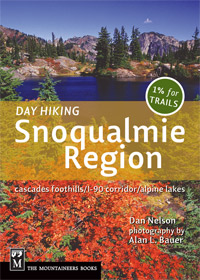 1% for
TRAILS
DAY HIKING
Snoqualmie
Region
cascades foothills/I-90 corridor/alpine lakes
Dan Nelson
photography by
Alan L. Bauer
THE MOUNTAINEERS BOOKS